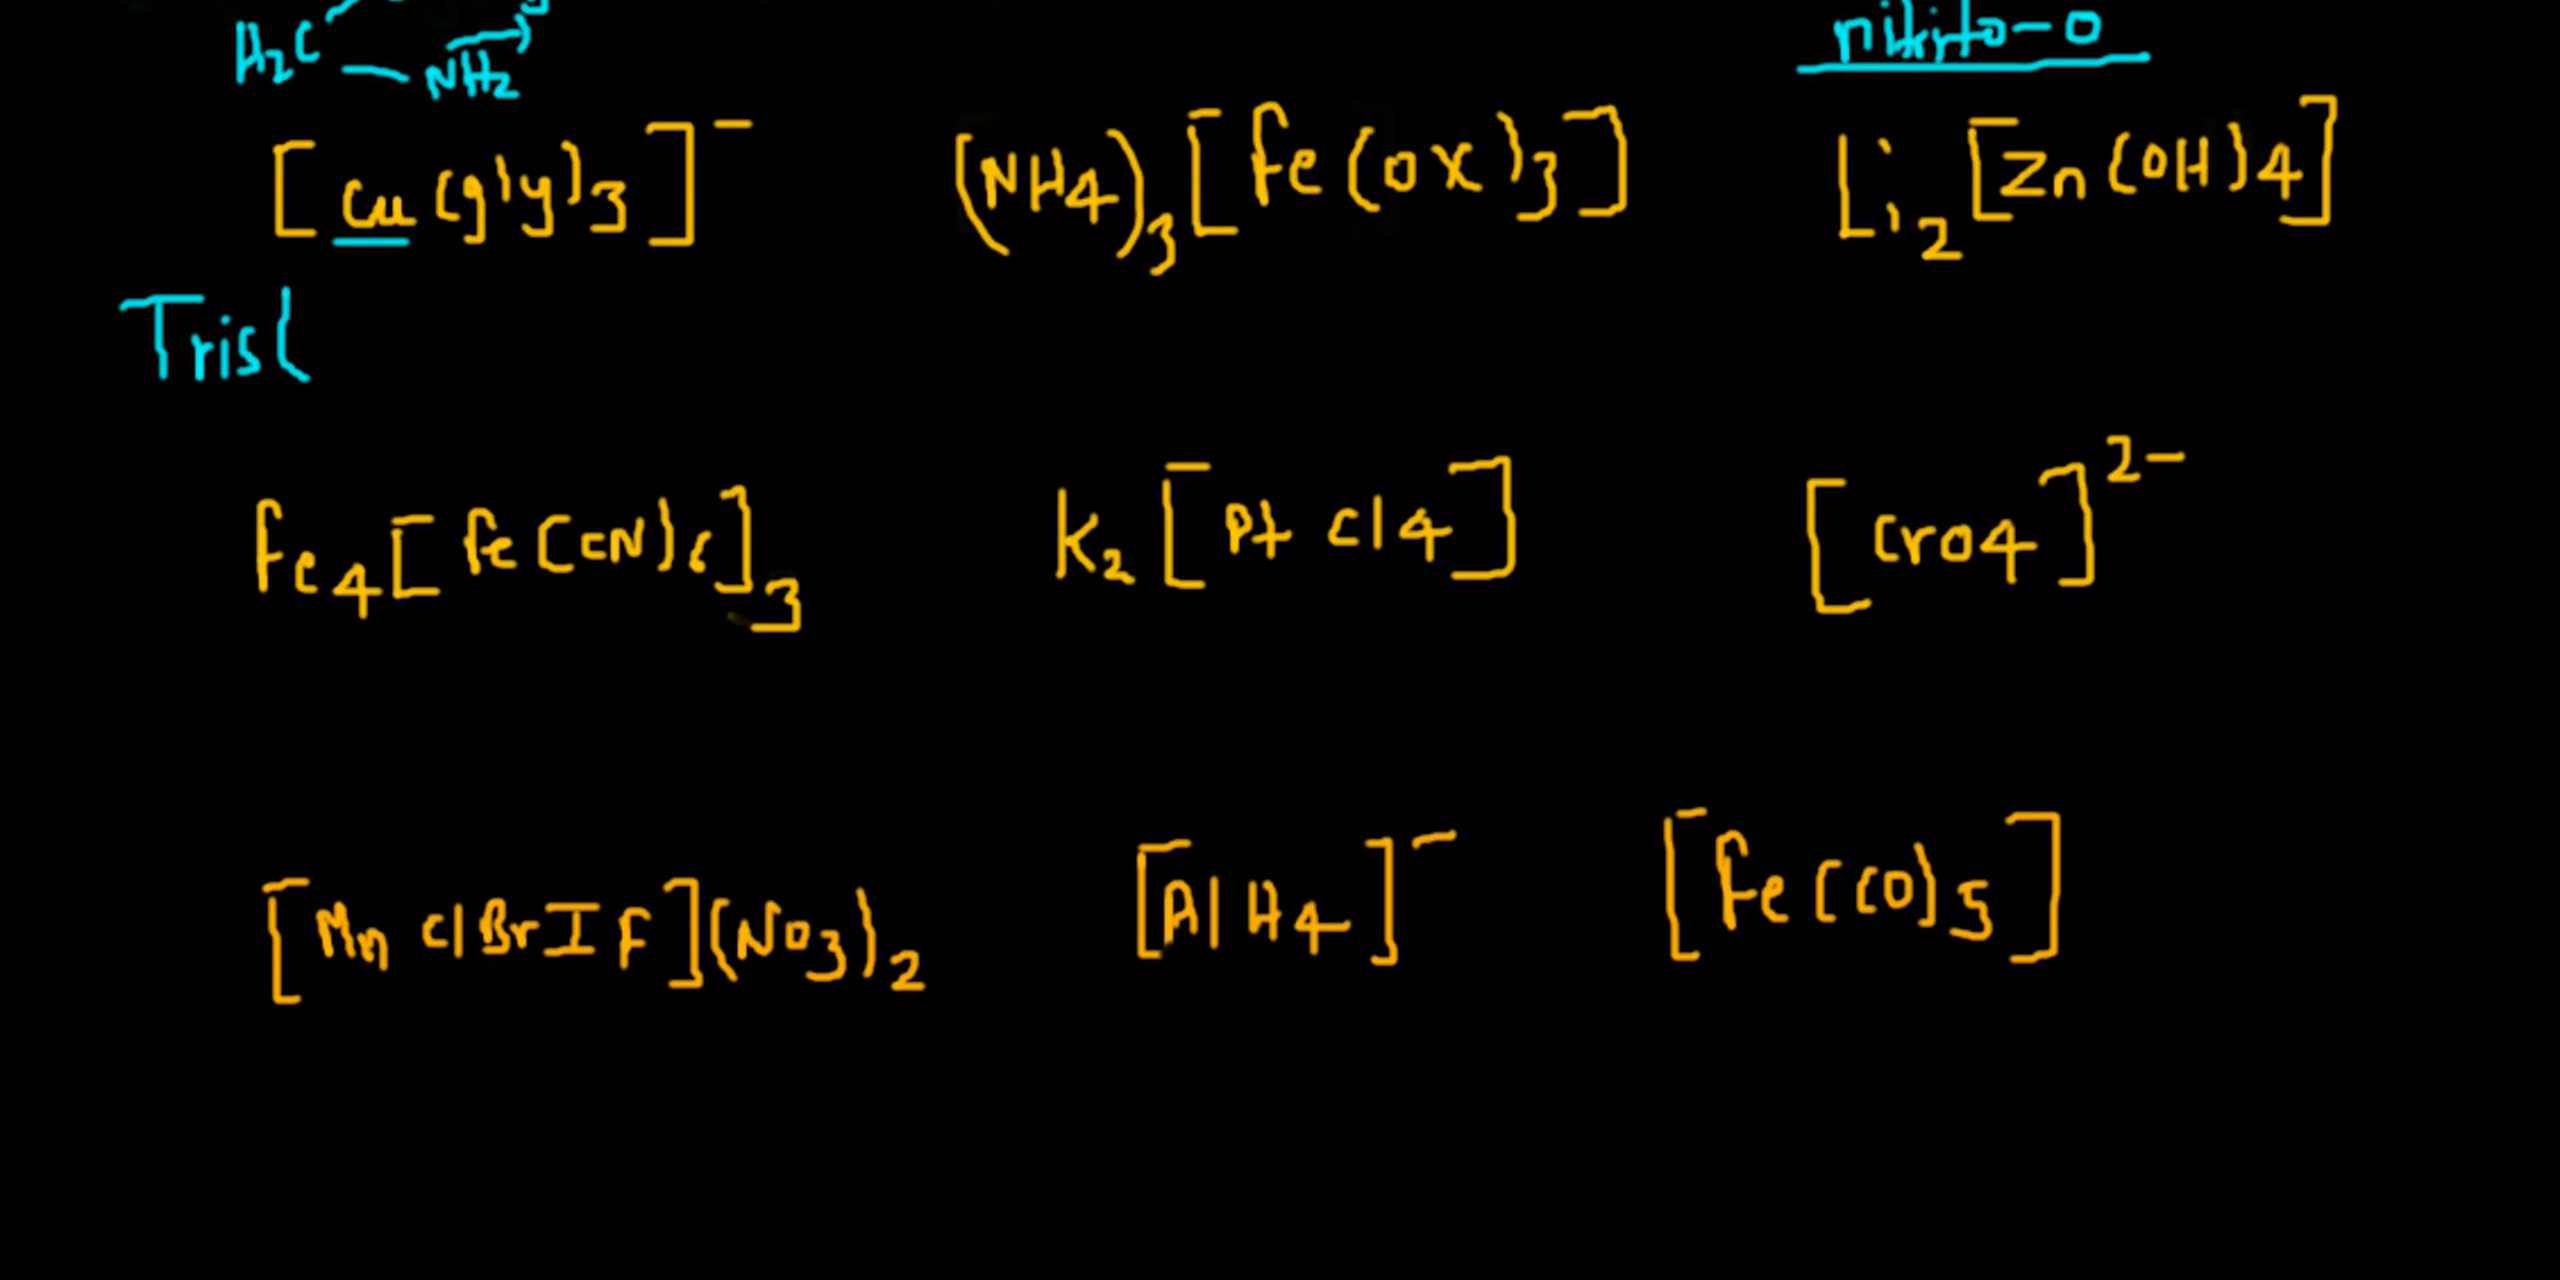 H₂C — NH₂ nitrito-O
[Cu(gly)3]⁻ (NH4)₃[Fe(ox)3] Li₂[Zn(OH)4]
Tris(
Fe₄[Fe(CN)6]₃ K₂[PtCl4] [CrO4]²⁻
[MnClBrIF](NO3)₂ [AlH4]⁻ [Fe(CO)5]